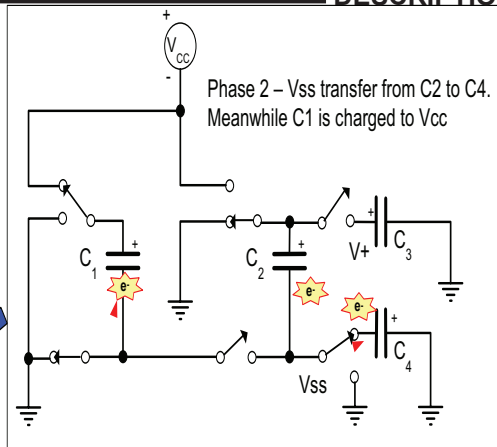 DESCRIPTIO
+
VCC
-
Phase 2 – Vss transfer from C2 to C4.
Meanwhile C1 is charged to Vcc
+
C1
e-
+
C2
e-
+
V+
C3
e-
+
C4
Vss